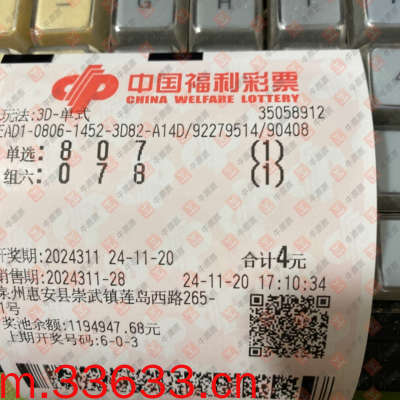 中国福利彩票
CHINA WELFARE LOTTERY
玩法:3D-单式 35058912
EAD1-0806-1452-3D82-A14D/92279514/90408
单选: 8 0 7 (1)
组六: 0 7 8 (1)
开奖期:2024311 24-11-20 合计4元
销售期:2024311-28 24-11-20 17:10:34
州惠安县崇武镇莲岛西路265-
1号
奖池余额:1194947.68元
上期开奖号码:6-0-3
m.33633.cn